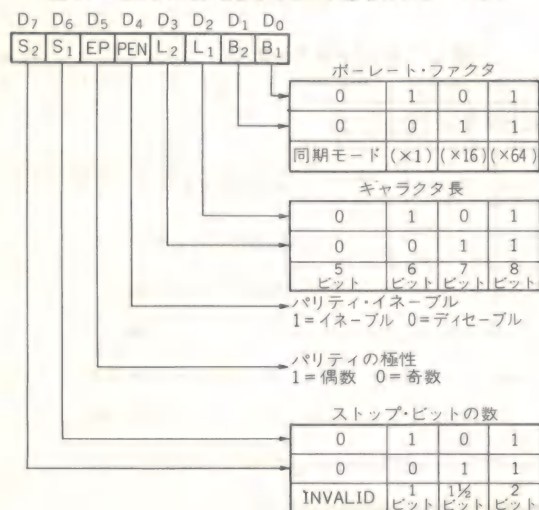 D₇ D₆ D₅ D₄ D₃ D₂ D₁ D₀
S₂ S₁ EP PEN L₂ L₁ B₂ B₁
ボーレート・ファクタ
0 1 0 1
0 0 1 1
同期モード (×1) (×16) (×64)
キャラクタ長
0 1 0 1
0 0 1 1
5 6 7 8
ビット ビット ビット ビット
パリティ・イネーブル
1=イネーブル 0=ディセーブル
パリティの極性
1=偶数 0=奇数
ストップ・ビットの数
0 1 0 1
0 0 1 1
INVALID 1 1½ 2
ビット ビット ビット